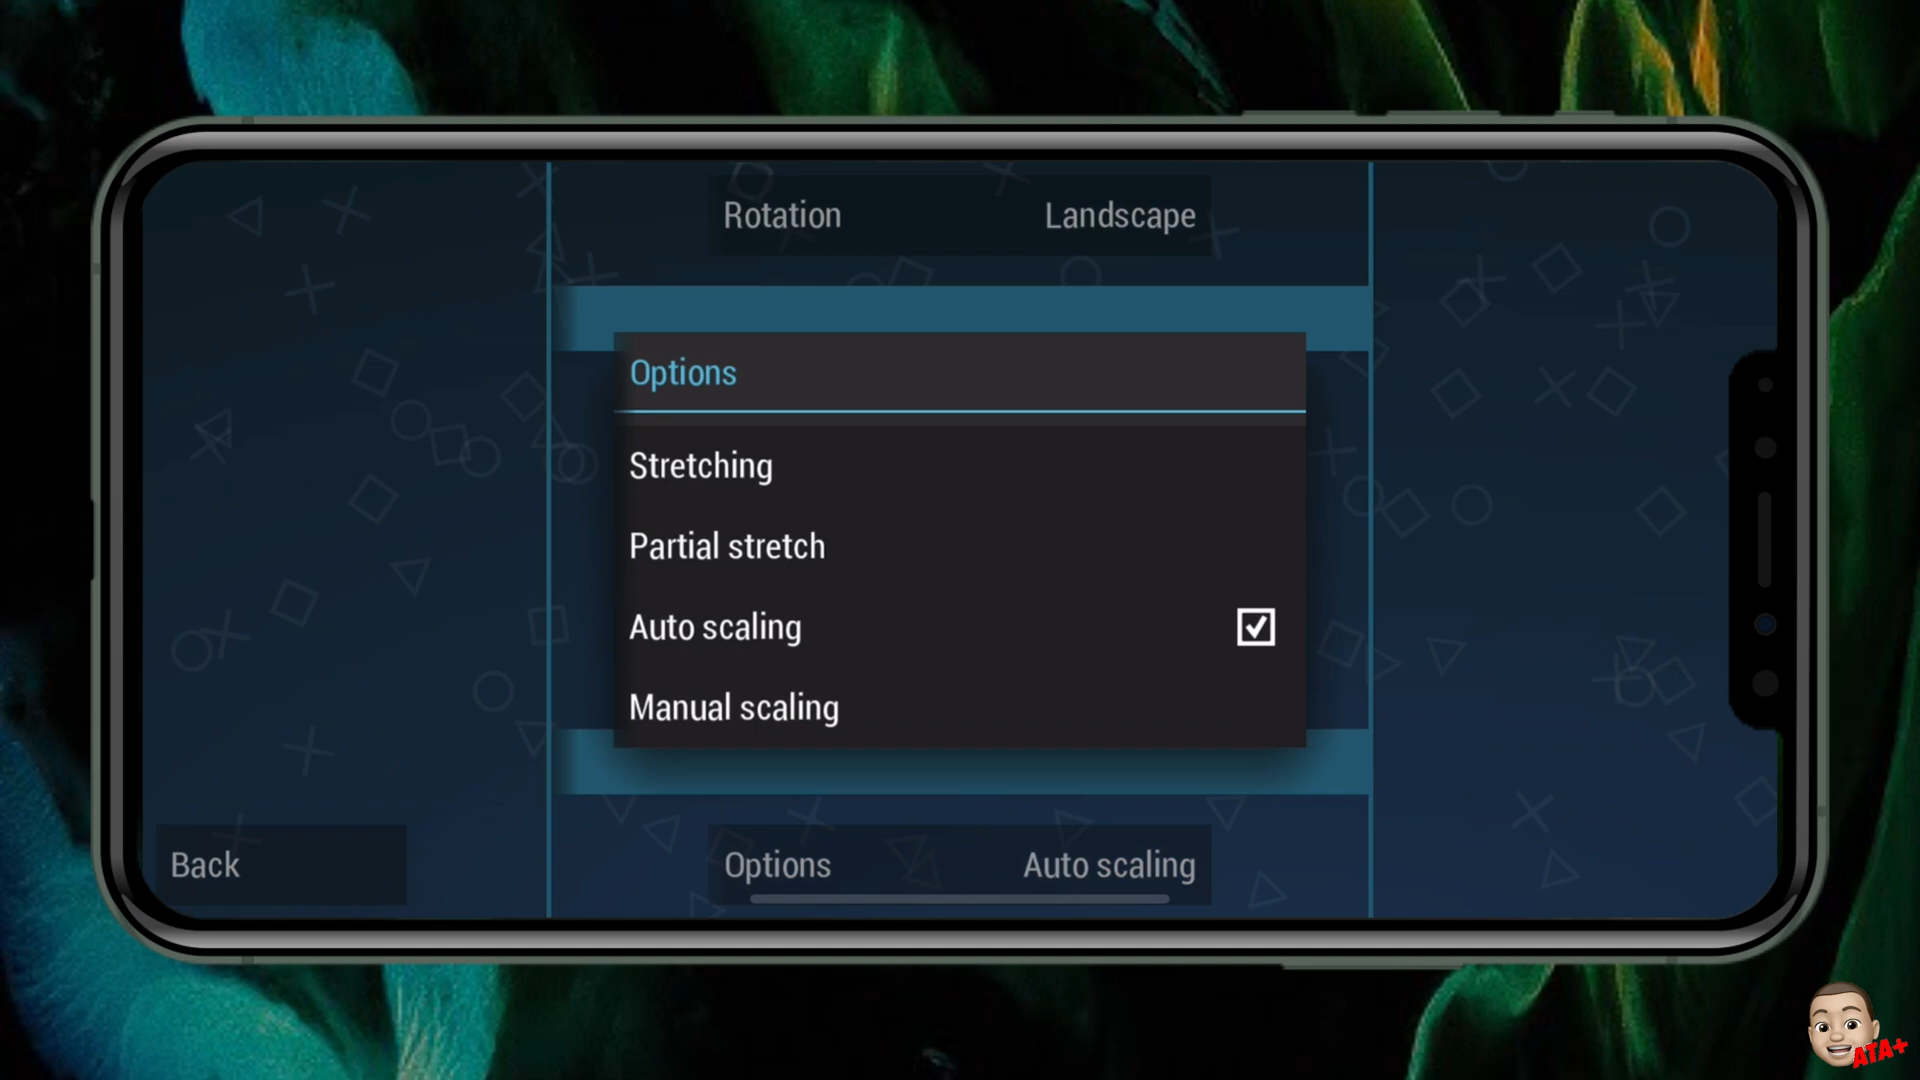 Rotation Landscape
Options
Stretching
Partial stretch
Auto scaling
Manual scaling
Back
Options Auto scaling
ATA+